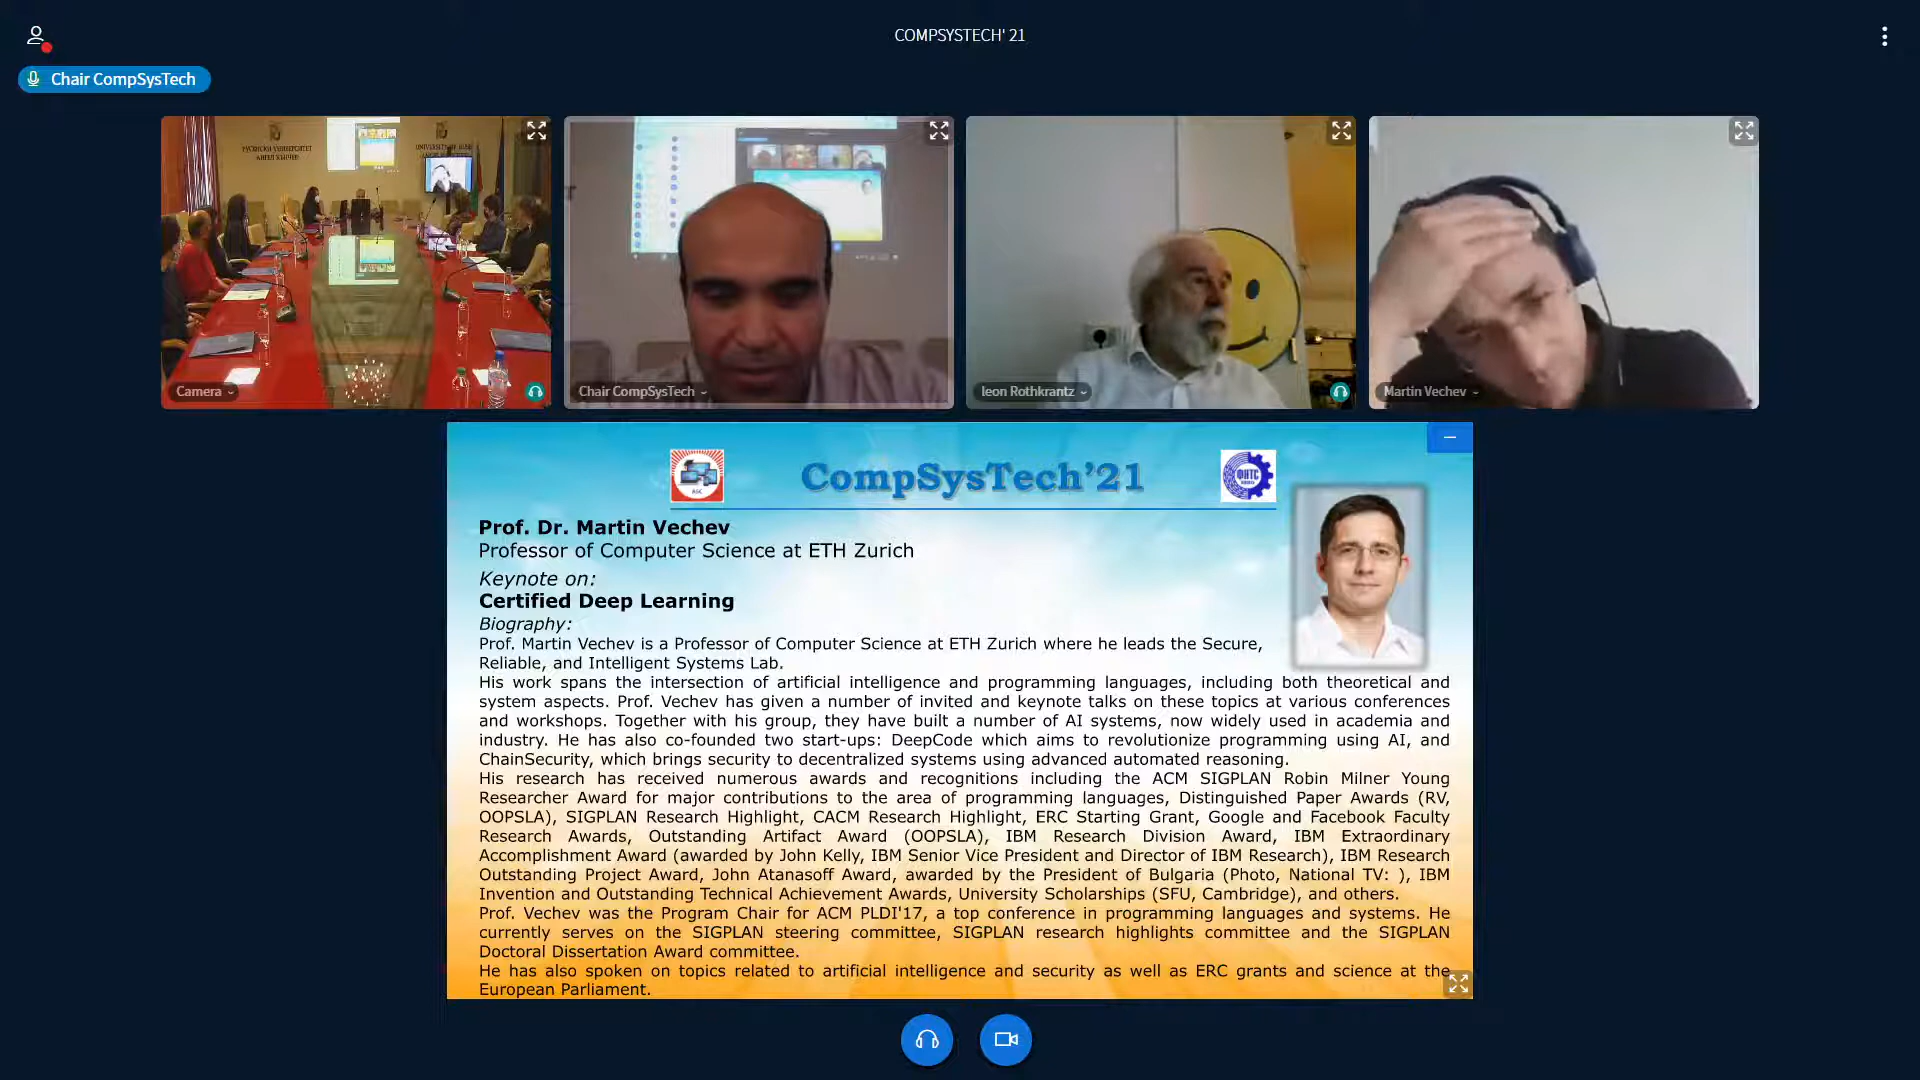 COMPSYSTECH' 21
Chair CompSysTech
РУСЕНСКИ УНИВЕРСИТЕТ
АНГЕЛ КЪНЧЕВ
Camera
Chair CompSysTech
leon Rothkrantz
Martin Vechev
CompSysTech’21
Prof. Dr. Martin Vechev
Professor of Computer Science at ETH Zurich
Keynote on:
Certified Deep Learning
Biography:
Prof. Martin Vechev is a Professor of Computer Science at ETH Zurich where he leads the Secure,
Reliable, and Intelligent Systems Lab.
His work spans the intersection of artificial intelligence and programming languages, including both theoretical and
system aspects. Prof. Vechev has given a number of invited and keynote talks on these topics at various conferences
and workshops. Together with his group, they have built a number of AI systems, now widely used in academia and
industry. He has also co-founded two start-ups: DeepCode which aims to revolutionize programming using AI, and
ChainSecurity, which brings security to decentralized systems using advanced automated reasoning.
His research has received numerous awards and recognitions including the ACM SIGPLAN Robin Milner Young
Researcher Award for major contributions to the area of programming languages, Distinguished Paper Awards (RV,
OOPSLA), SIGPLAN Research Highlight, CACM Research Highlight, ERC Starting Grant, Google and Facebook Faculty
Research Awards, Outstanding Artifact Award (OOPSLA), IBM Research Division Award, IBM Extraordinary
Accomplishment Award (awarded by John Kelly, IBM Senior Vice President and Director of IBM Research), IBM Research
Outstanding Project Award, John Atanasoff Award, awarded by the President of Bulgaria (Photo, National TV: ), IBM
Invention and Outstanding Technical Achievement Awards, University Scholarships (SFU, Cambridge), and others.
Prof. Vechev was the Program Chair for ACM PLDI'17, a top conference in programming languages and systems. He
currently serves on the SIGPLAN steering committee, SIGPLAN research highlights committee and the SIGPLAN
Doctoral Dissertation Award committee.
He has also spoken on topics related to artificial intelligence and security as well as ERC grants and science at the
European Parliament.